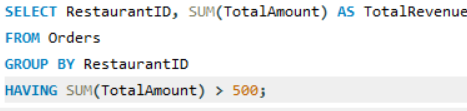 SELECT RestaurantID, SUM(TotalAmount) AS TotalRevenue
FROM Orders
GROUP BY RestaurantID
HAVING SUM(TotalAmount) > 500;